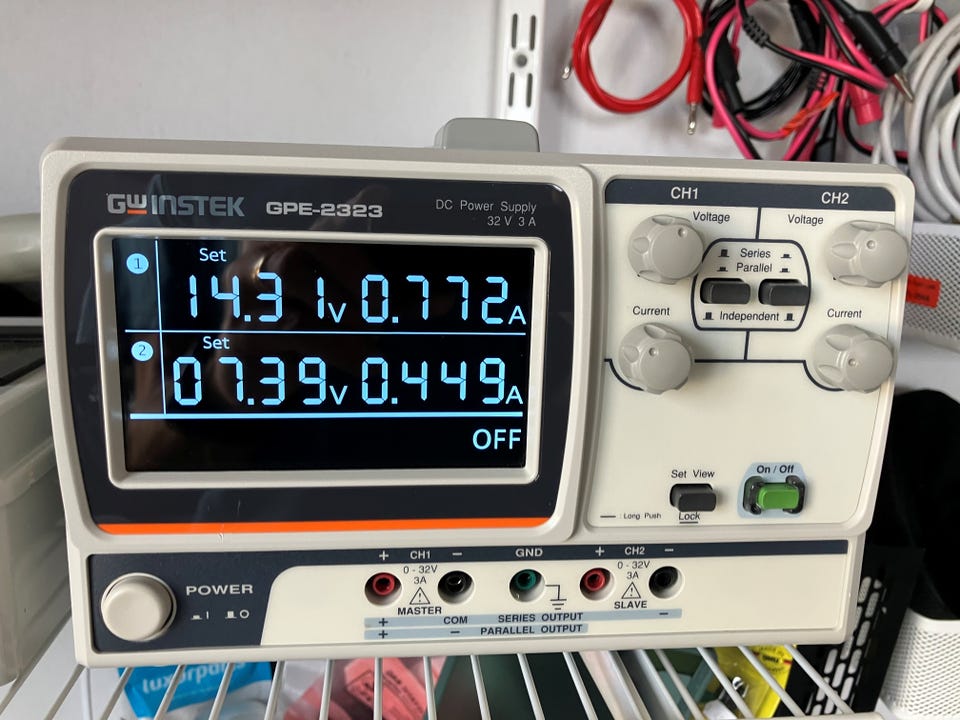 GWINSTEK GPE-2323
DC Power Supply
32 V 3 A
1 Set
14.31V 0.772A
2 Set
07.39V 0.449A
OFF
CH1 CH2
Voltage Voltage
Series
Parallel
Independent
Current Current
Set View
Lock
: Long Push
On / Off
POWER
I O
+ CH1 - GND + CH2 -
0 - 32V 0 - 32V
3A 3A
MASTER SLAVE
+ COM SERIES OUTPUT -
+ - PARALLEL OUTPUT
luxorparts